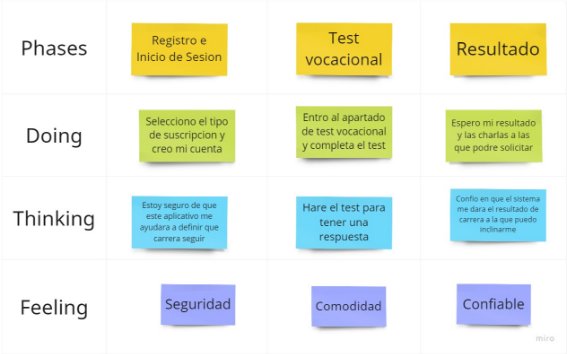 Phases
Registro e
Inicio de Sesion
Test
vocacional
Resultado
Doing
Selecciono el tipo
de suscripcion y
creo mi cuenta
Entro al apartado
de test vocacional
y completa el test
Espero mi resultado
y las charlas a las
que podre solicitar
Thinking
Estoy seguro de que
este aplicativo me
ayudara a definir que
carrera seguir
Hare el test para
tener una
respuesta
Confio en que el sistema
me dara el resultado de
carrera a la que puedo
inclinarme
Feeling
Seguridad
Comodidad
Confiable
miro